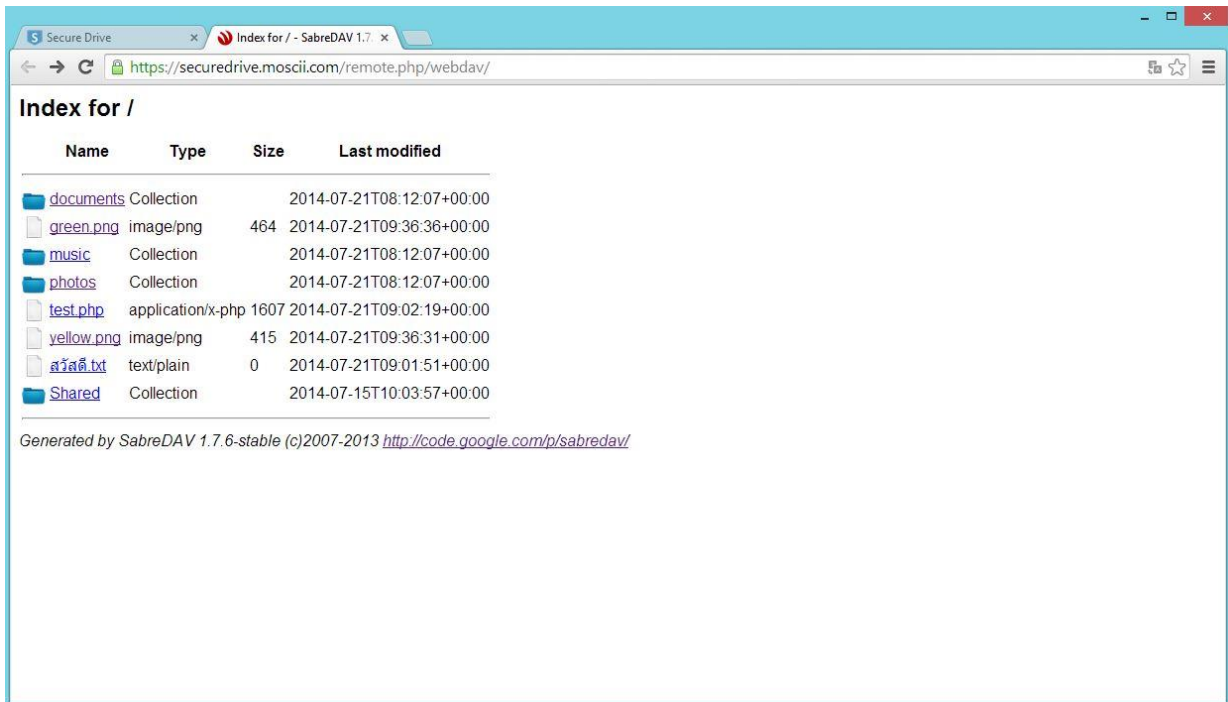 Secure Drive
Index for / - SabreDAV 1.7.
https://securedrive.moscii.com/remote.php/webdav/
Index for /
Name Type Size Last modified
documents Collection 2014-07-21T08:12:07+00:00
green.png image/png 464 2014-07-21T09:36:36+00:00
music Collection 2014-07-21T08:12:07+00:00
photos Collection 2014-07-21T08:12:07+00:00
test.php application/x-php 1607 2014-07-21T09:02:19+00:00
yellow.png image/png 415 2014-07-21T09:36:31+00:00
สวัสดี.txt text/plain 0 2014-07-21T09:01:51+00:00
Shared Collection 2014-07-15T10:03:57+00:00
Generated by SabreDAV 1.7.6-stable (c)2007-2013 http://code.google.com/p/sabredav/